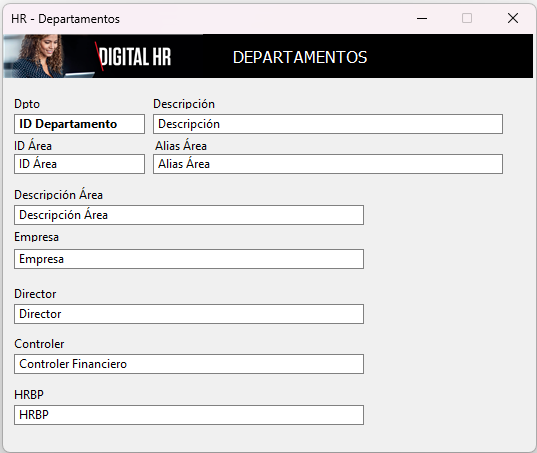 HR - Departamentos
DIGITAL HR
DEPARTAMENTOS
Dpto Descripción
ID Departamento Descripción
ID Área Alias Área
ID Área Alias Área
Descripción Área
Descripción Área
Empresa
Empresa
Director
Director
Controler
Controler Financiero
HRBP
HRBP